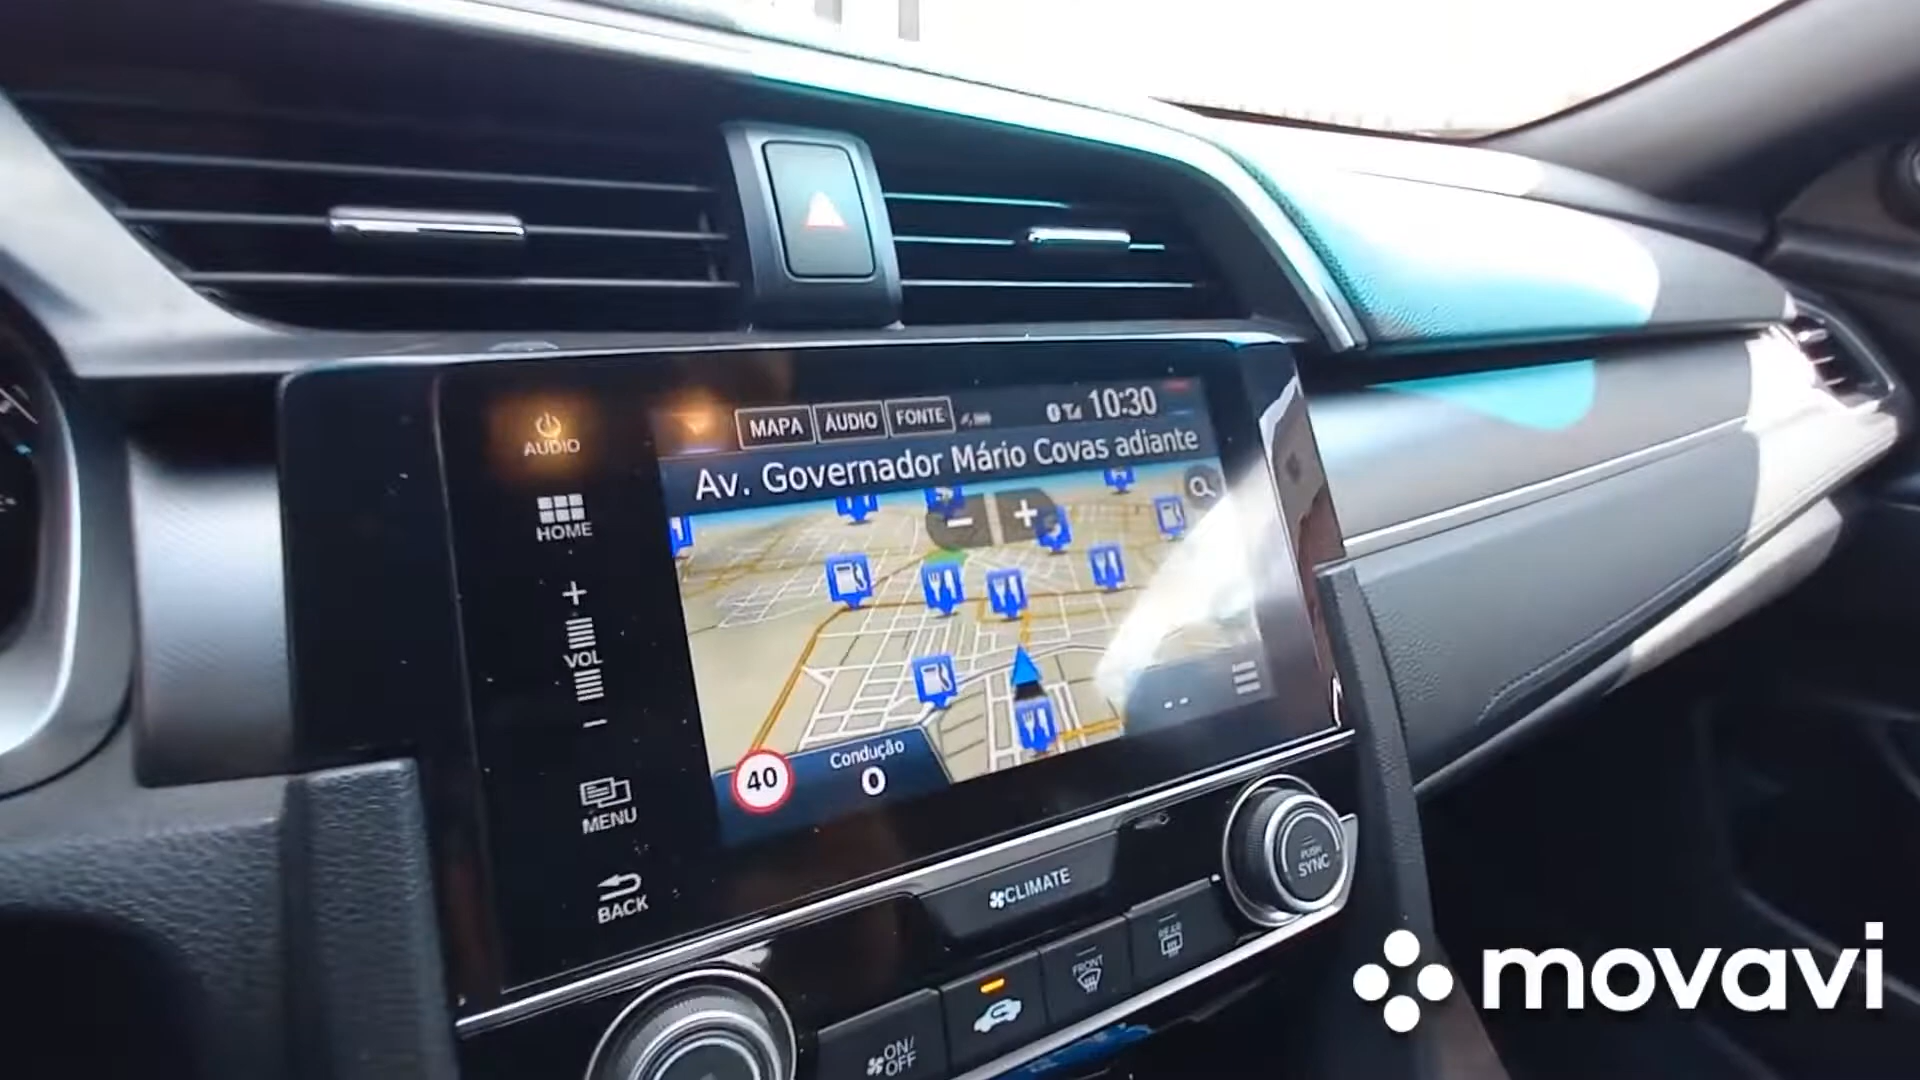 AUDIO
HOME
+
VOL
−
MENU
BACK
MAPA
ÁUDIO
FONTE
10:30
Av. Governador Mário Covas adiante
− +
40
Condução
0
- -
CLIMATE
PUSH
SYNC
ON/
OFF
FRONT
REAR
movavi